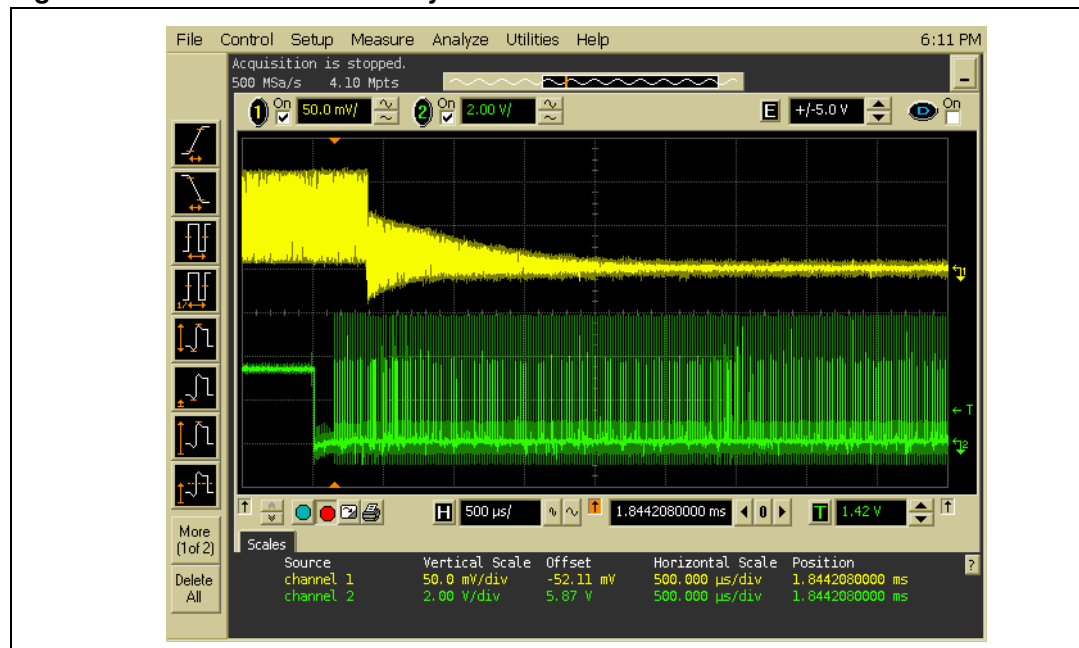 File Control Setup Measure Analyze Utilities Help 6:11 PM
Acquisition is stopped.
500 MSa/s 4.10 Mpts
1 On 50.0 mV/ 2 On 2.00 V/ E +/-5.0 V D On
1
T
2
H 500 µs/ 1.8442080000 ms 0 T 1.42 V
More
(1of 2)
Delete
All
Scales
Source Vertical Scale Offset Horizontal Scale Position ?
channel 1 50.0 mV/div -52.11 mV 500.000 µs/div 1.8442080000 ms
channel 2 2.00 V/div 5.87 V 500.000 µs/div 1.8442080000 ms